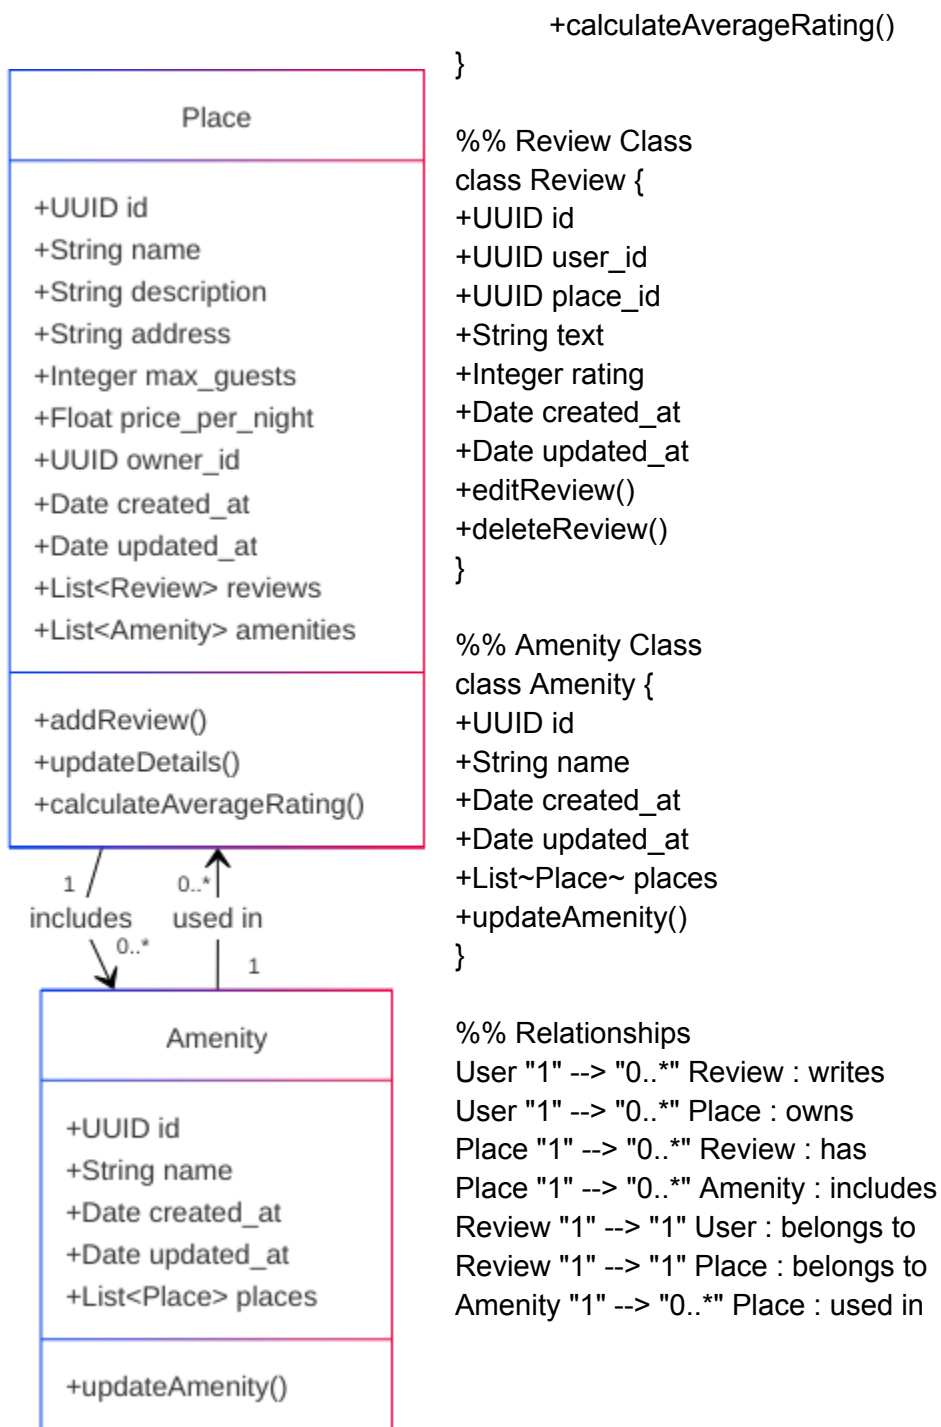 Place
+UUID id
+String name
+String description
+String address
+Integer max_guests
+Float price_per_night
+UUID owner_id
+Date created_at
+Date updated_at
+List<Review> reviews
+List<Amenity> amenities
+addReview()
+updateDetails()
+calculateAverageRating()
1
includes
0..*
0..*
used in
1
Amenity
+UUID id
+String name
+Date created_at
+Date updated_at
+List<Place> places
+updateAmenity()
+calculateAverageRating()
}
%% Review Class
class Review {
+UUID id
+UUID user_id
+UUID place_id
+String text
+Integer rating
+Date created_at
+Date updated_at
+editReview()
+deleteReview()
}
%% Amenity Class
class Amenity {
+UUID id
+String name
+Date created_at
+Date updated_at
+List~Place~ places
+updateAmenity()
}
%% Relationships
User "1" --> "0..*" Review : writes
User "1" --> "0..*" Place : owns
Place "1" --> "0..*" Review : has
Place "1" --> "0..*" Amenity : includes
Review "1" --> "1" User : belongs to
Review "1" --> "1" Place : belongs to
Amenity "1" --> "0..*" Place : used in